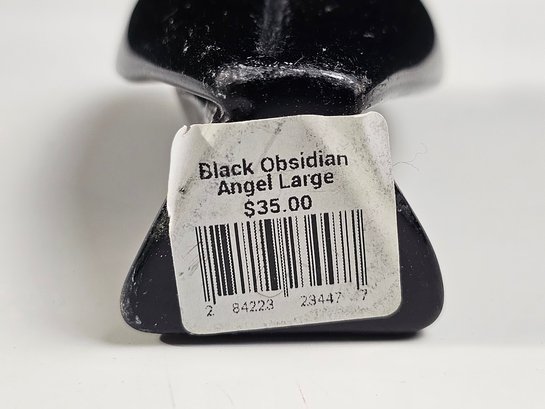 Black Obsidian
Angel Large
$35.00
2 84223 23447 7